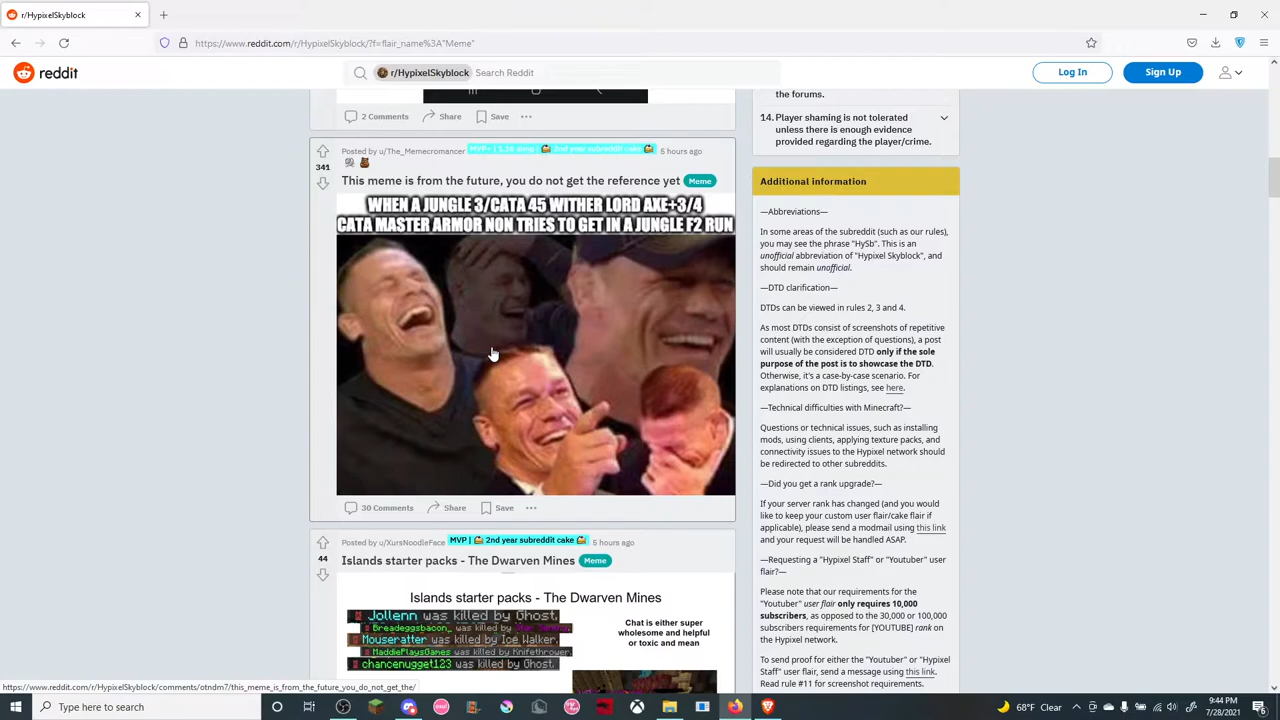 r/HypixelSkyblock
https://www.reddit.com/r/HypixelSkyblock/?f=flair_name%3A"Meme"
reddit
r/HypixelSkyblock Search Reddit
Log In
Sign Up
2 Comments Share Save
Posted by u/The_Memecromancer 2nd year subreddit cake 5 hours ago
341
This meme is from the future, you do not get the reference yet Meme
WHEN A JUNGLE 3/CATA 45 WITHER LORD AXE+3/4
CATA MASTER ARMOR NON TRIES TO GET IN A JUNGLE F2 RUN
30 Comments Share Save
Posted by u/XursNoodleFace MVP | 2nd year subreddit cake 5 hours ago
44
Islands starter packs - The Dwarven Mines Meme
Islands starter packs - The Dwarven Mines
Jollenn was killed by Ghost.
Breadeggsbacon_ was killed by
Mouseratter was killed by Ice Walker.
MaddiePlaysGames was killed by Knifethrower.
chancenugget123 was killed by Ghost.
Chat is either super
wholesome and helpful
or toxic and mean
the forums.
14. Player shaming is not tolerated
unless there is enough evidence
provided regarding the player/crime.
Additional information
—Abbreviations—
In some areas of the subreddit (such as our rules),
you may see the phrase "HySb". This is an
unofficial abbreviation of "Hypixel Skyblock", and
should remain unofficial.
—DTD clarification—
DTDs can be viewed in rules 2, 3 and 4.
As most DTDs consist of screenshots of repetitive
content (with the exception of questions), a post
will usually be considered DTD only if the sole
purpose of the post is to showcase the DTD.
Otherwise, it's a case-by-case scenario. For
explanations on DTD listings, see here.
—Technical difficulties with Minecraft?—
Questions or technical issues, such as installing
mods, using clients, applying texture packs, and
connectivity issues to the Hypixel network should
be redirected to other subreddits.
—Did you get a rank upgrade?—
If your server rank has changed (and you would
like to keep your custom user flair/cake flair if
applicable), please send a modmail using this link
and your request will be handled ASAP.
—Requesting a "Hypixel Staff" or "Youtuber" user
flair?—
Please note that our requirements for the
"Youtuber" user flair only requires 10,000
subscribers, as opposed to the 30,000 or 100,000
subscribers requirements for [YOUTUBE] rank on
the Hypixel network.
To send proof for either the "Youtuber" or "Hypixel
Staff" user flair, send a message using this link.
Read rule #11 for screenshot requirements.
https://www.reddit.com/r/HypixelSkyblock/comments/otndm7/this_meme_is_from_the_future_you_do_not_get_the/
Type here to search
68°F Clear
9:44 PM
7/28/2021